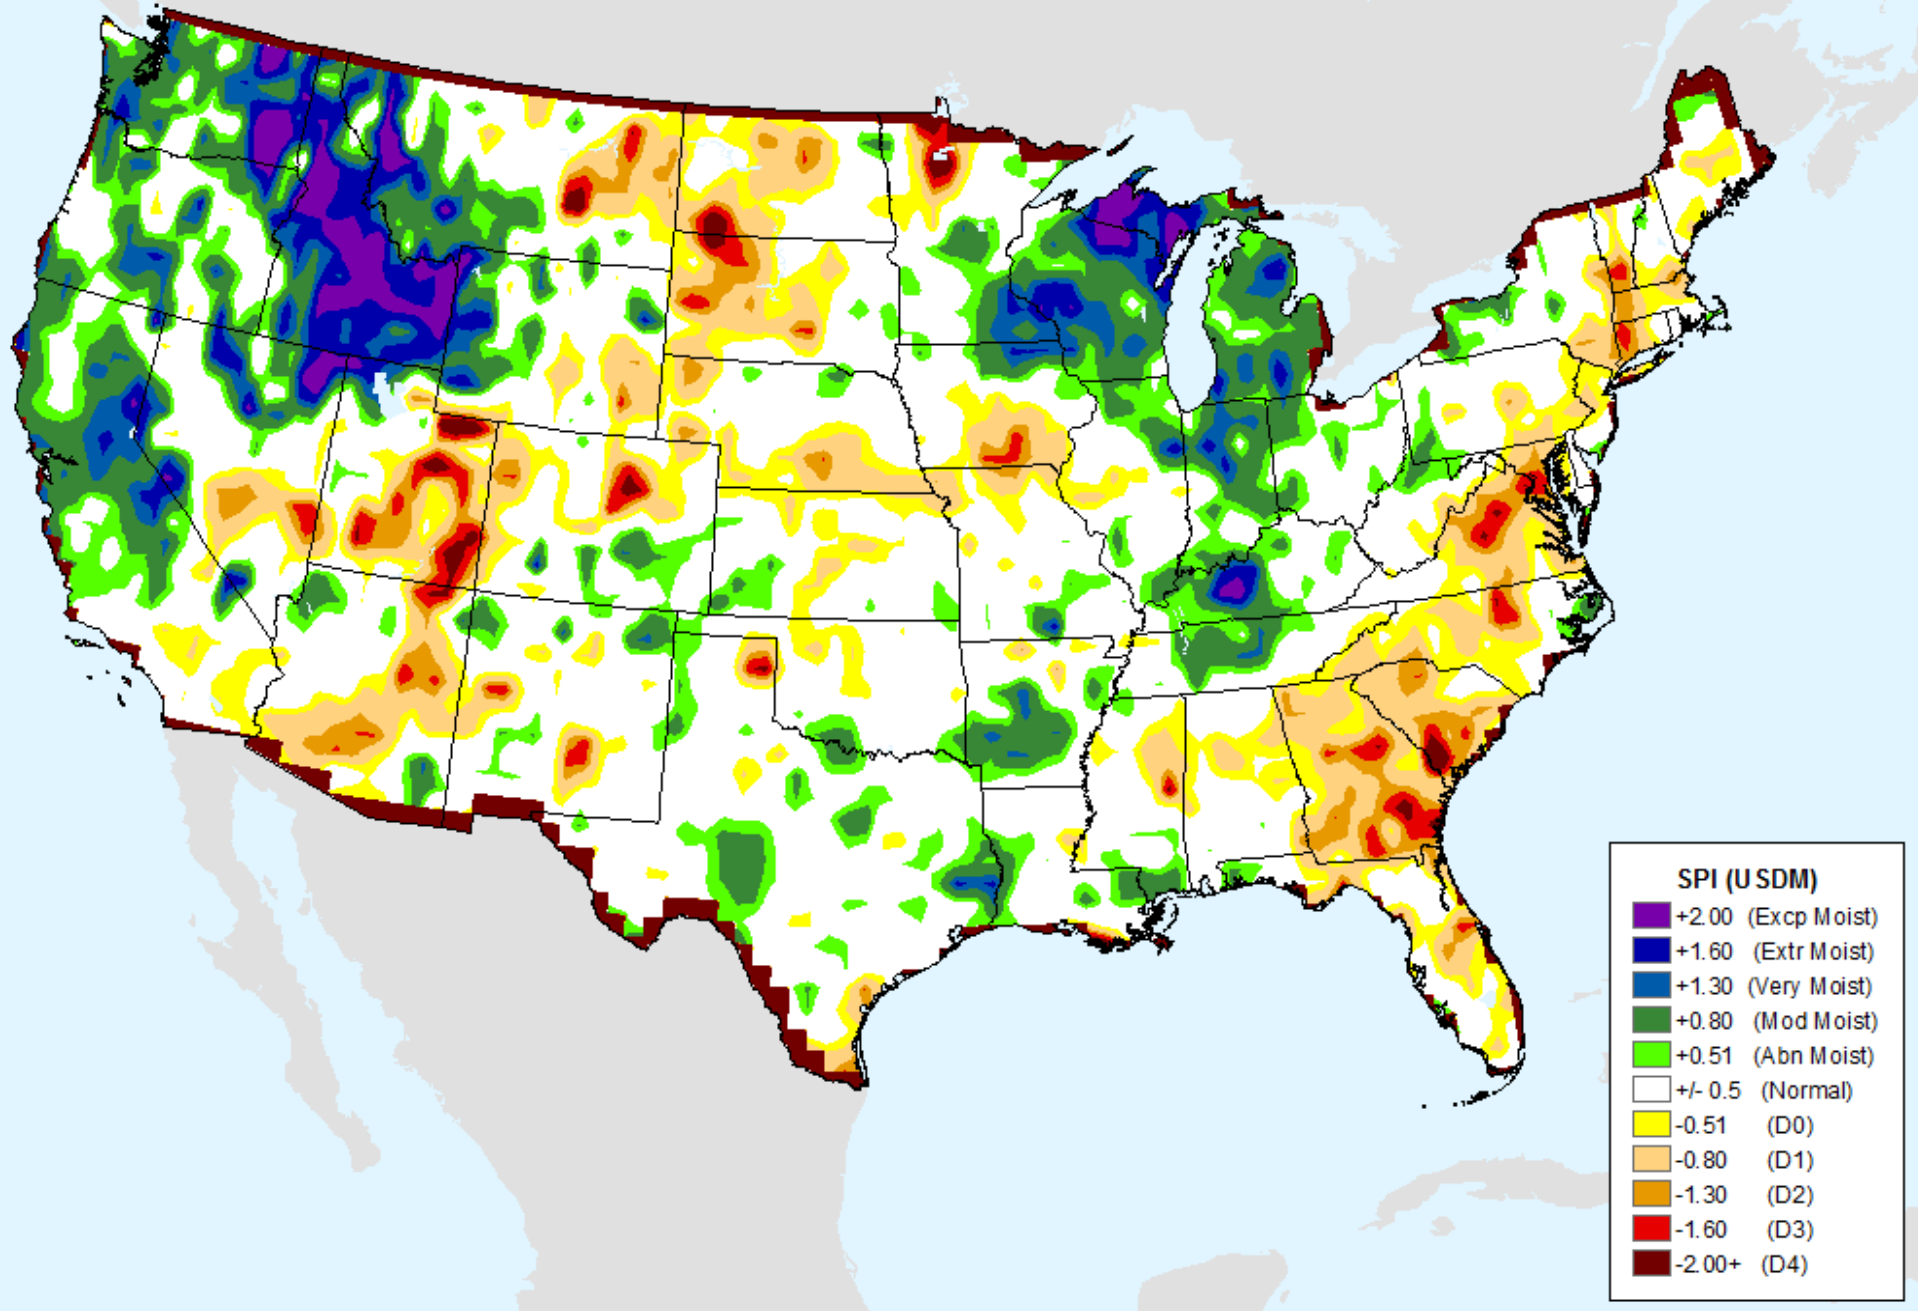 SPI (USDM)
+2.00 (Excp Moist)
+1.60 (Extr Moist)
+1.30 (Very Moist)
+0.80 (Mod Moist)
+0.51 (Abn Moist)
+/- 0.5 (Normal)
-0.51 (D0)
-0.80 (D1)
-1.30 (D2)
-1.60 (D3)
-2.00+ (D4)